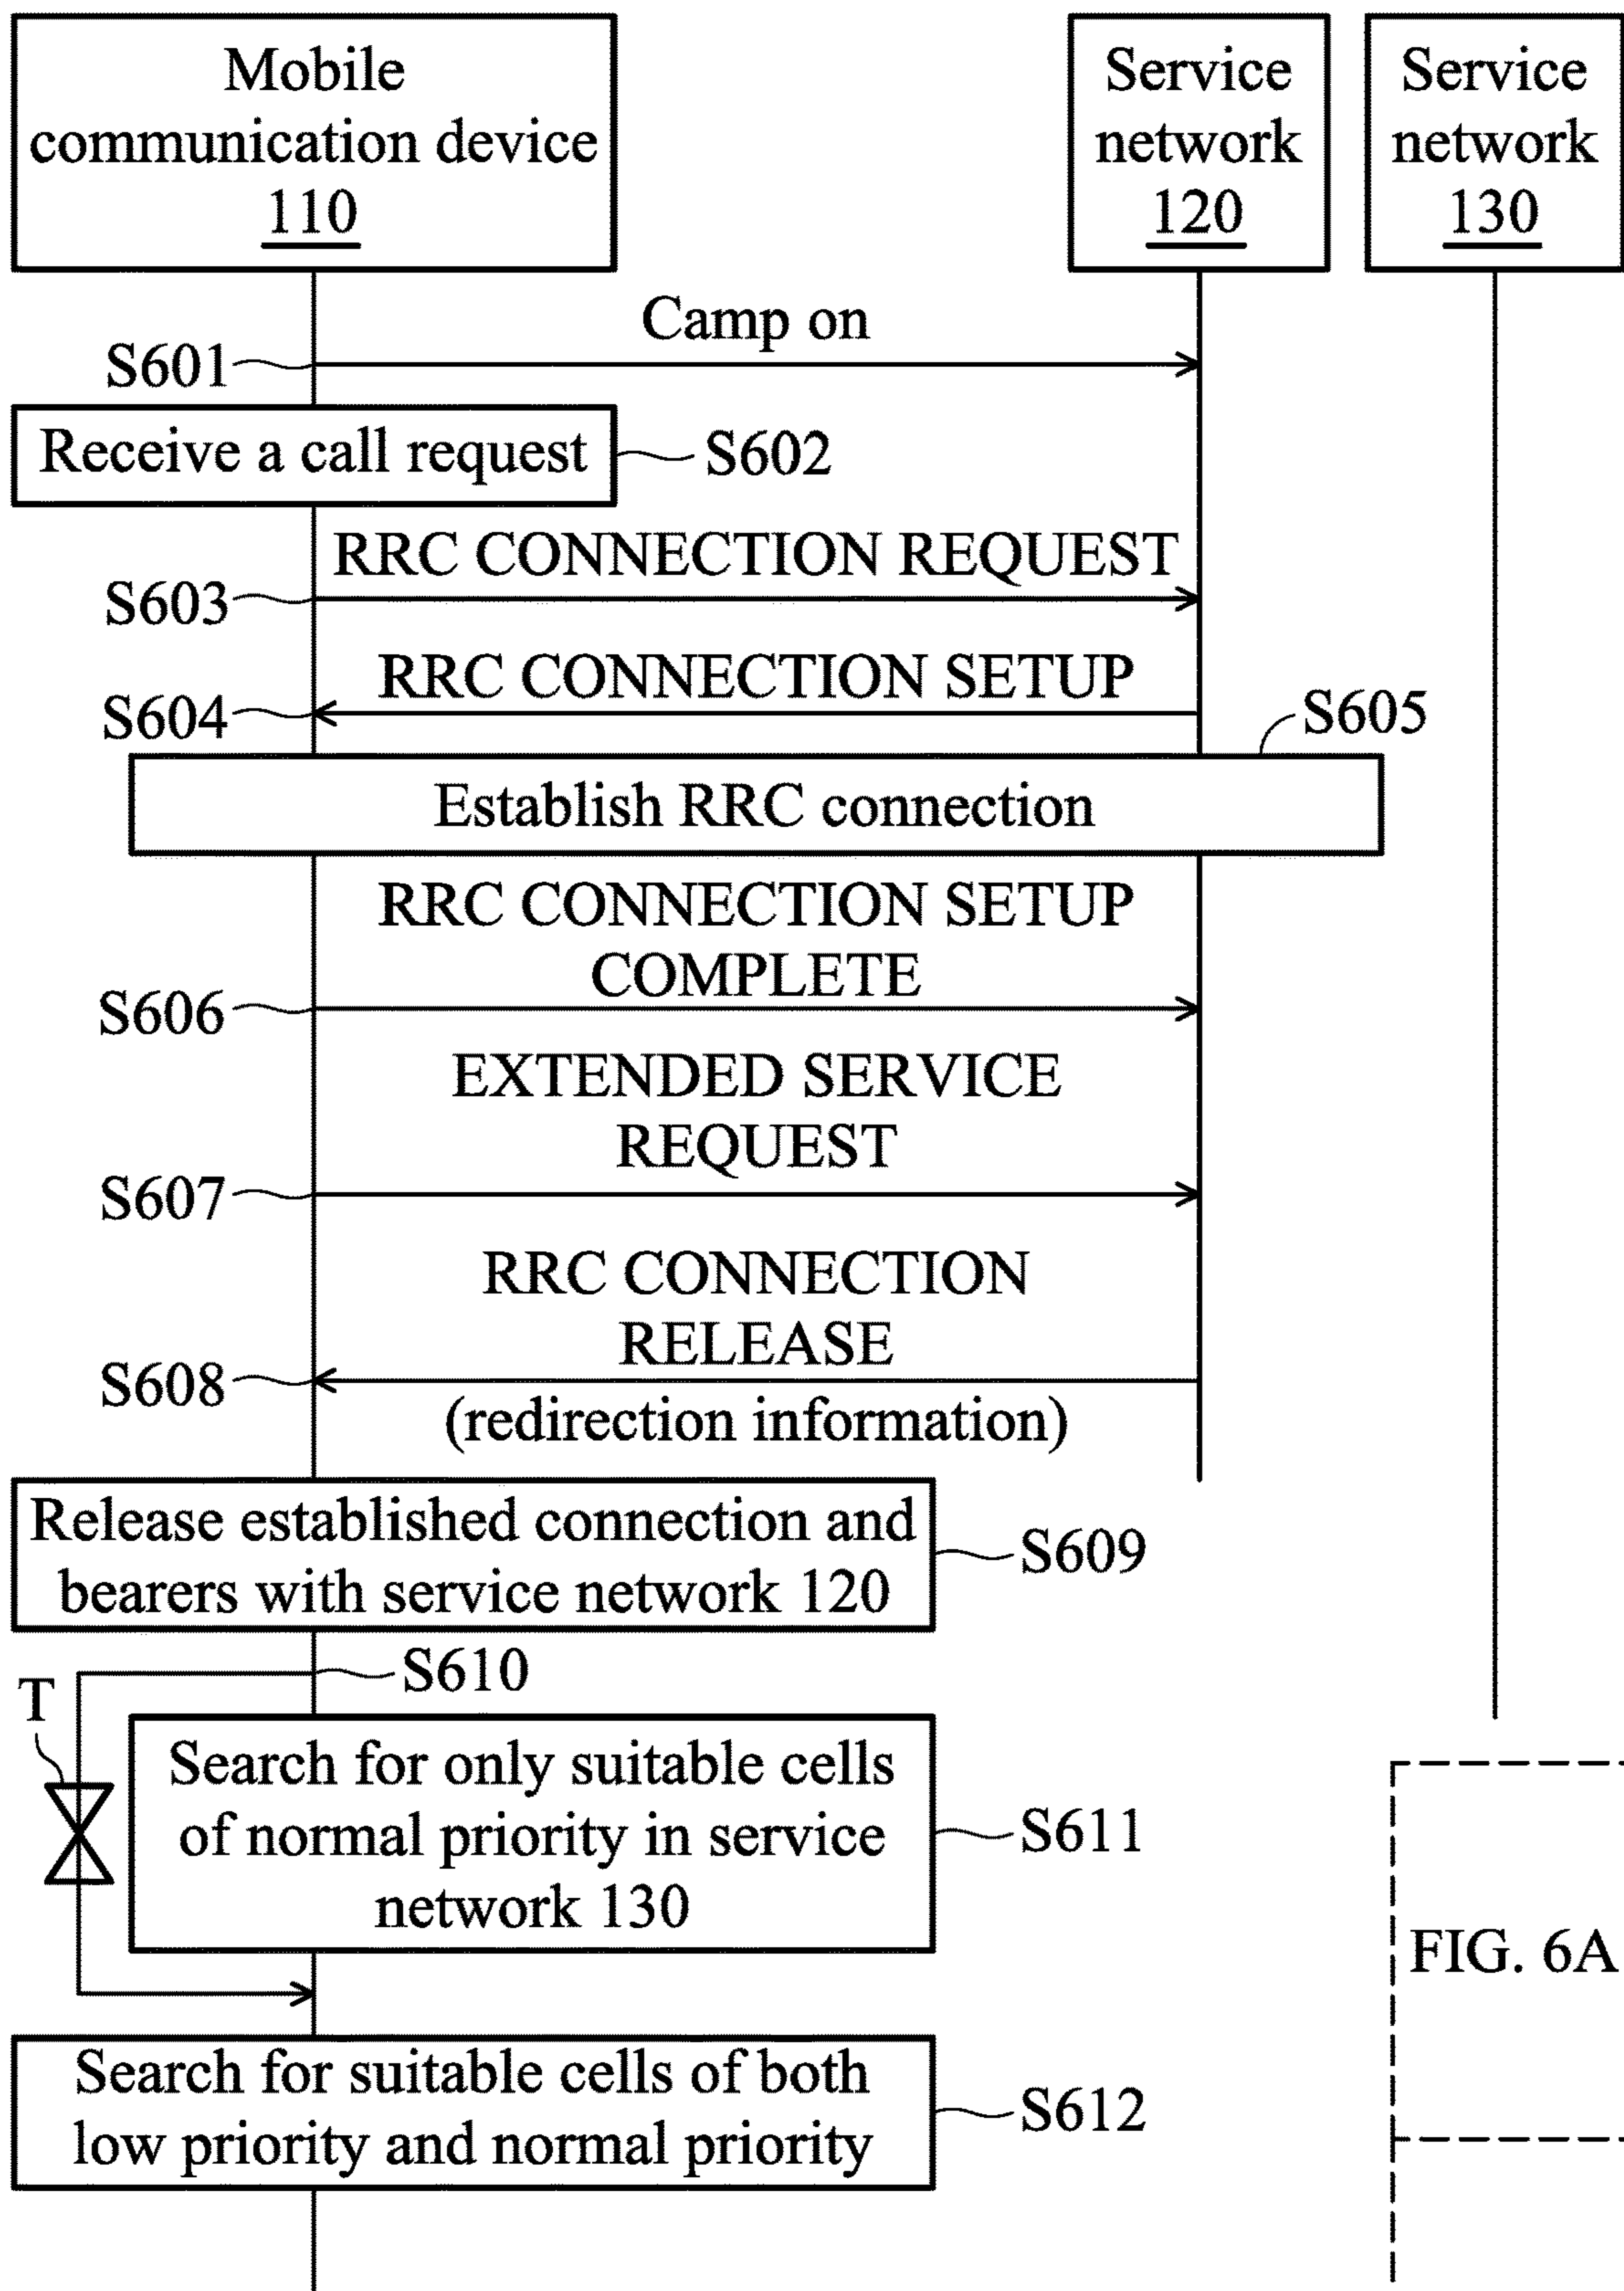 Mobile
communication device
110
Service
network
120
Service
network
130
Camp on
S601
Receive a call request
S602
RRC CONNECTION REQUEST
S603
RRC CONNECTION SETUP
S604
S605
Establish RRC connection
RRC CONNECTION SETUP
COMPLETE
S606
EXTENDED SERVICE
REQUEST
S607
RRC CONNECTION
RELEASE
S608
(redirection information)
Release established connection and
bearers with service network 120
S609
S610
T
Search for only suitable cells
of normal priority in service
network 130
S611
FIG. 6A
Search for suitable cells of both
low priority and normal priority
S612